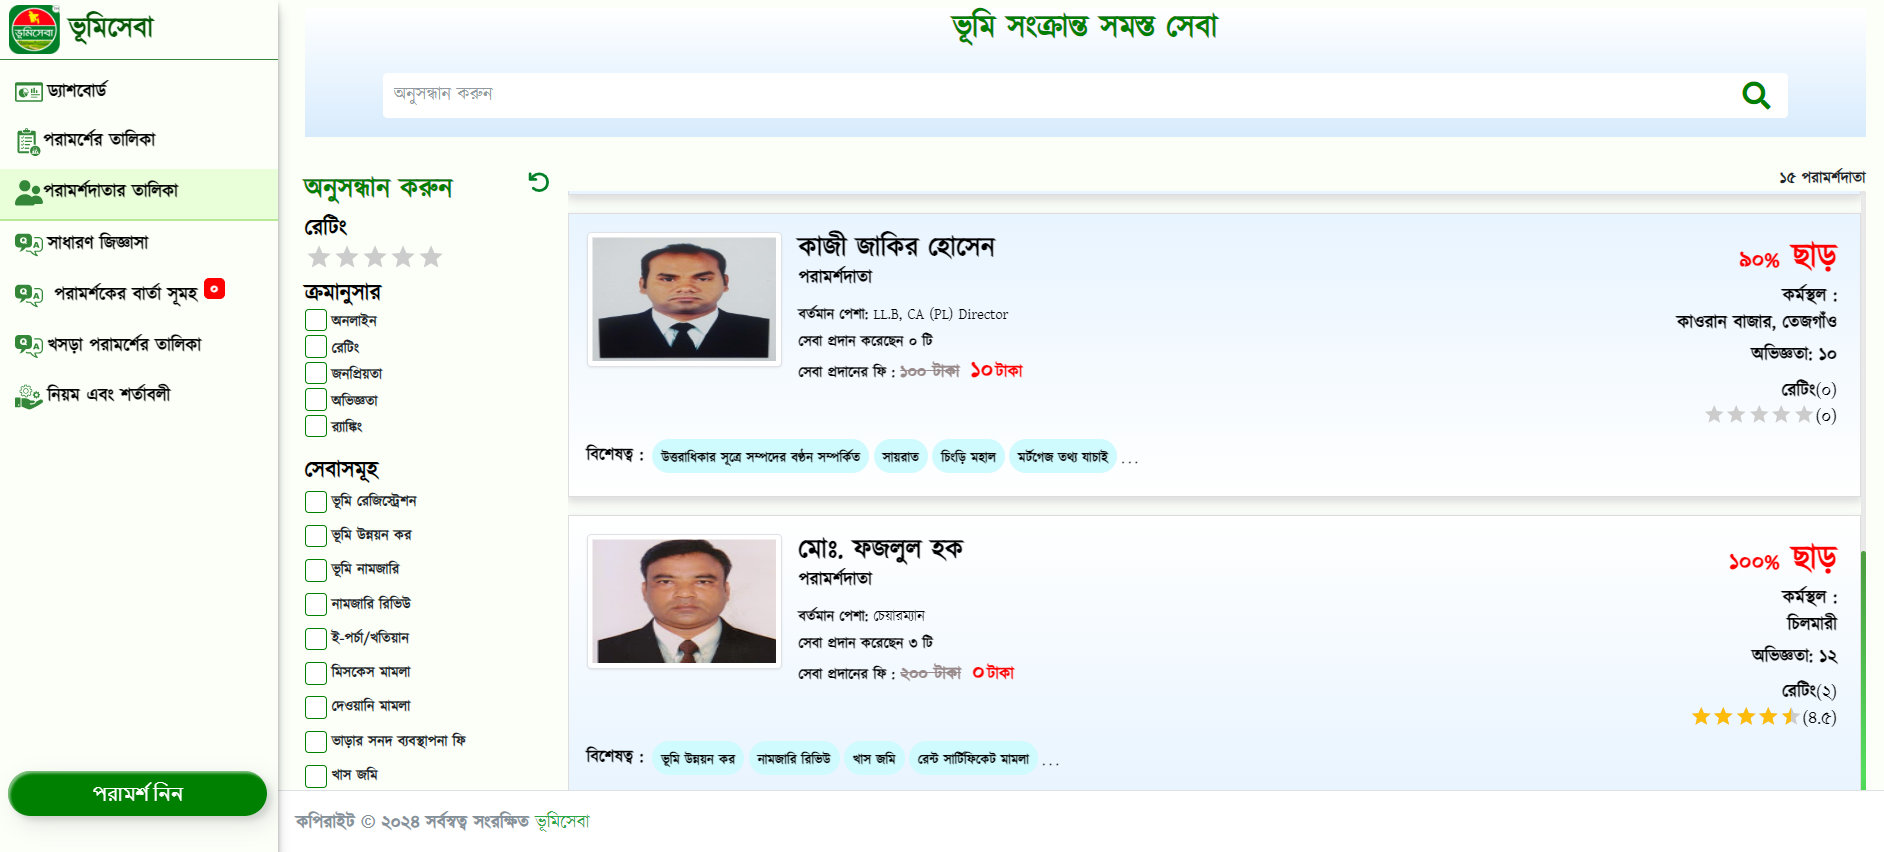 ভূমিসেবা
ভূমিসেবা
ড্যাশবোর্ড
পরামর্শের তালিকা
পরামর্শদাতার তালিকা
সাধারণ জিজ্ঞাসা
পরামর্শকের বার্তা সূমহ ০
খসড়া পরামর্শের তালিকা
নিয়ম এবং শর্তাবলী
পরামর্শ নিন
ভূমি সংক্রান্ত সমস্ত সেবা
অনুসন্ধান করুন
অনুসন্ধান করুন
রেটিং
ক্রমানুসার
অনলাইন
রেটিং
জনপ্রিয়তা
অভিজ্ঞতা
র‍্যাঙ্কিং
সেবাসমূহ
ভূমি রেজিস্ট্রেশন
ভূমি উন্নয়ন কর
ভূমি নামজারি
নামজারি রিভিউ
ই-পর্চা/খতিয়ান
মিসকেস মামলা
দেওয়ানি মামলা
ভাড়ার সনদ ব্যবস্থাপনা ফি
খাস জমি
১৫ পরামর্শদাতা
কাজী জাকির হোসেন
পরামর্শদাতা
বর্তমান পেশা: LL.B, CA (PL) Director
সেবা প্রদান করেছেন ০ টি
সেবা প্রদানের ফি : ১০০ টাকা ১০টাকা
৯০% ছাড়
কর্মস্থল :
কাওরান বাজার, তেজগাঁও
অভিজ্ঞতা: ১০
রেটিং(০)
(০)
বিশেষত্ব : উত্তরাধিকার সূত্রে সম্পদের বণ্ঠন সম্পর্কিত সায়রাত চিংড়ি মহাল মর্টগেজ তথ্য যাচাই ...
মোঃ. ফজলুল হক
পরামর্শদাতা
বর্তমান পেশা: চেয়ারম্যান
সেবা প্রদান করেছেন ৩ টি
সেবা প্রদানের ফি : ২০০ টাকা ০টাকা
১০০% ছাড়
কর্মস্থল :
চিলমারী
অভিজ্ঞতা: ১২
রেটিং(২)
(৪.৫)
বিশেষত্ব : ভূমি উন্নয়ন কর নামজারি রিভিউ খাস জমি রেন্ট সার্টিফিকেট মামলা ...
কপিরাইট © ২০২৪ সর্বস্বত্ব সংরক্ষিত ভূমিসেবা